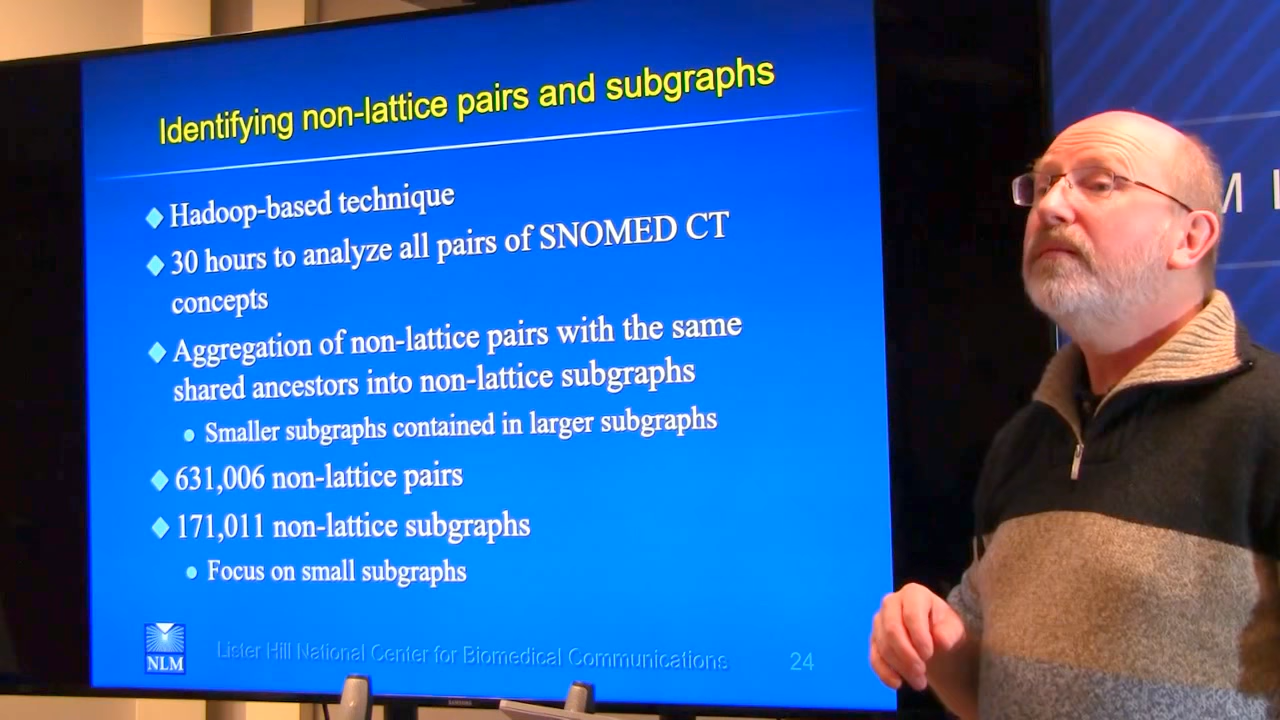 Identifying non-lattice pairs and subgraphs
Hadoop-based technique
30 hours to analyze all pairs of SNOMED CT
concepts
Aggregation of non-lattice pairs with the same
shared ancestors into non-lattice subgraphs
Smaller subgraphs contained in larger subgraphs
631,006 non-lattice pairs
171,011 non-lattice subgraphs
Focus on small subgraphs
NLM
Lister Hill National Center for Biomedical Communications
24
SAMSUNG
M